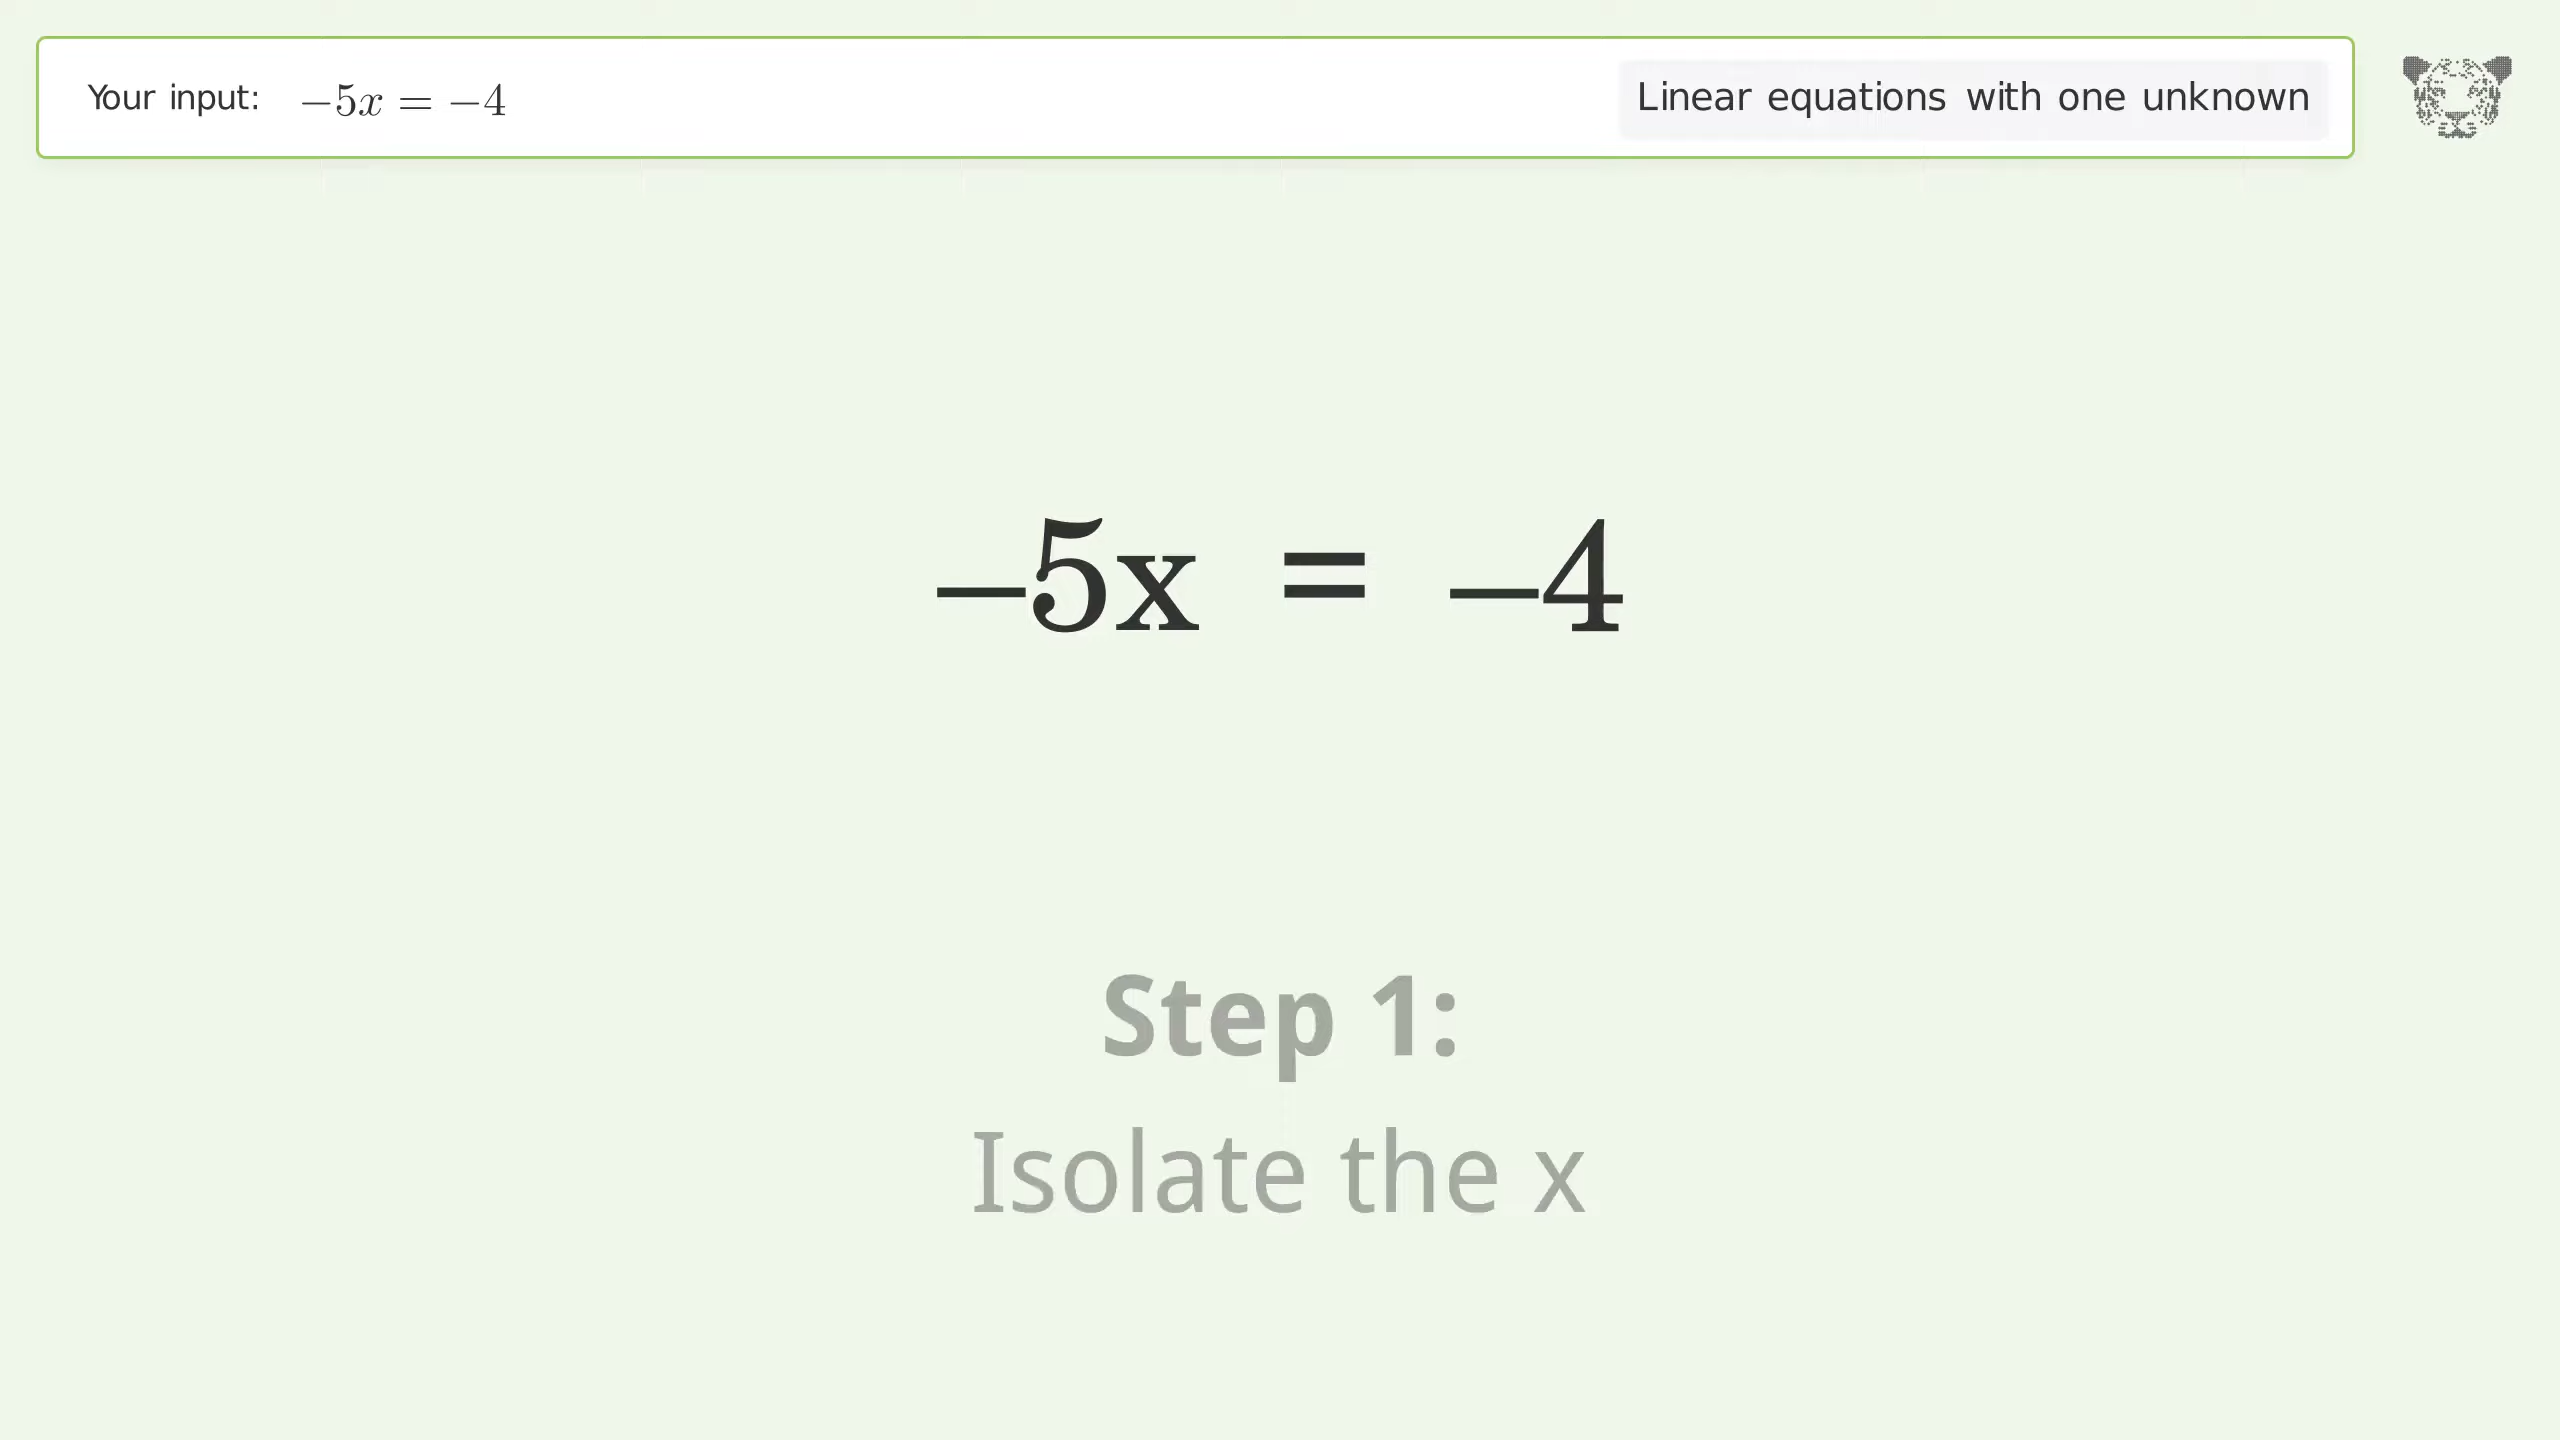 Your input: −5x = −4
Linear equations with one unknown
−5x = −4
Step 1:
Isolate the x